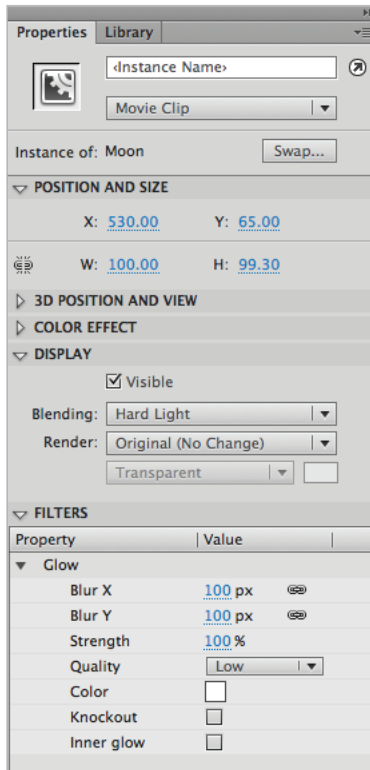 Properties Library
‹Instance Name›
Movie Clip
Instance of: Moon Swap...
POSITION AND SIZE
X: 530.00 Y: 65.00
W: 100.00 H: 99.30
3D POSITION AND VIEW
COLOR EFFECT
DISPLAY
Visible
Blending: Hard Light
Render: Original (No Change)
Transparent
FILTERS
Property Value
Glow
Blur X 100 px
Blur Y 100 px
Strength 100 %
Quality Low
Color
Knockout
Inner glow